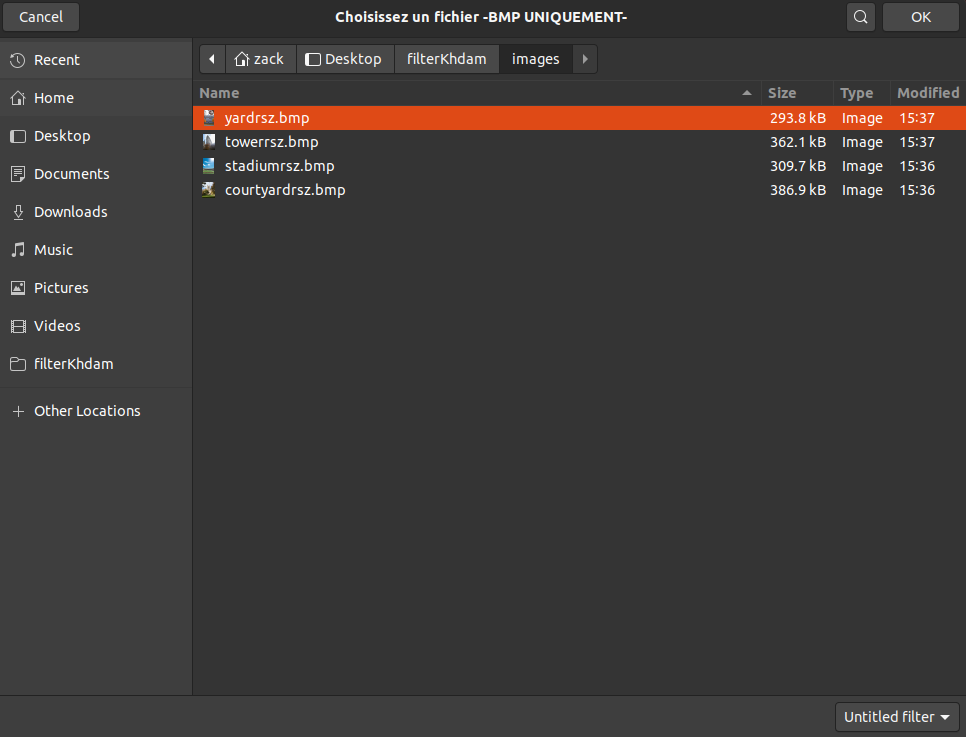 Cancel Choisissez un fichier -BMP UNIQUEMENT- OK
Recent
Home
Desktop
Documents
Downloads
Music
Pictures
Videos
filterKhdam
Other Locations
zack Desktop filterKhdam images
Name Size Type Modified
yardrsz.bmp 293.8 kB Image 15:37
towerrsz.bmp 362.1 kB Image 15:37
stadiumrsz.bmp 309.7 kB Image 15:36
courtyardrsz.bmp 386.9 kB Image 15:36
Untitled filter